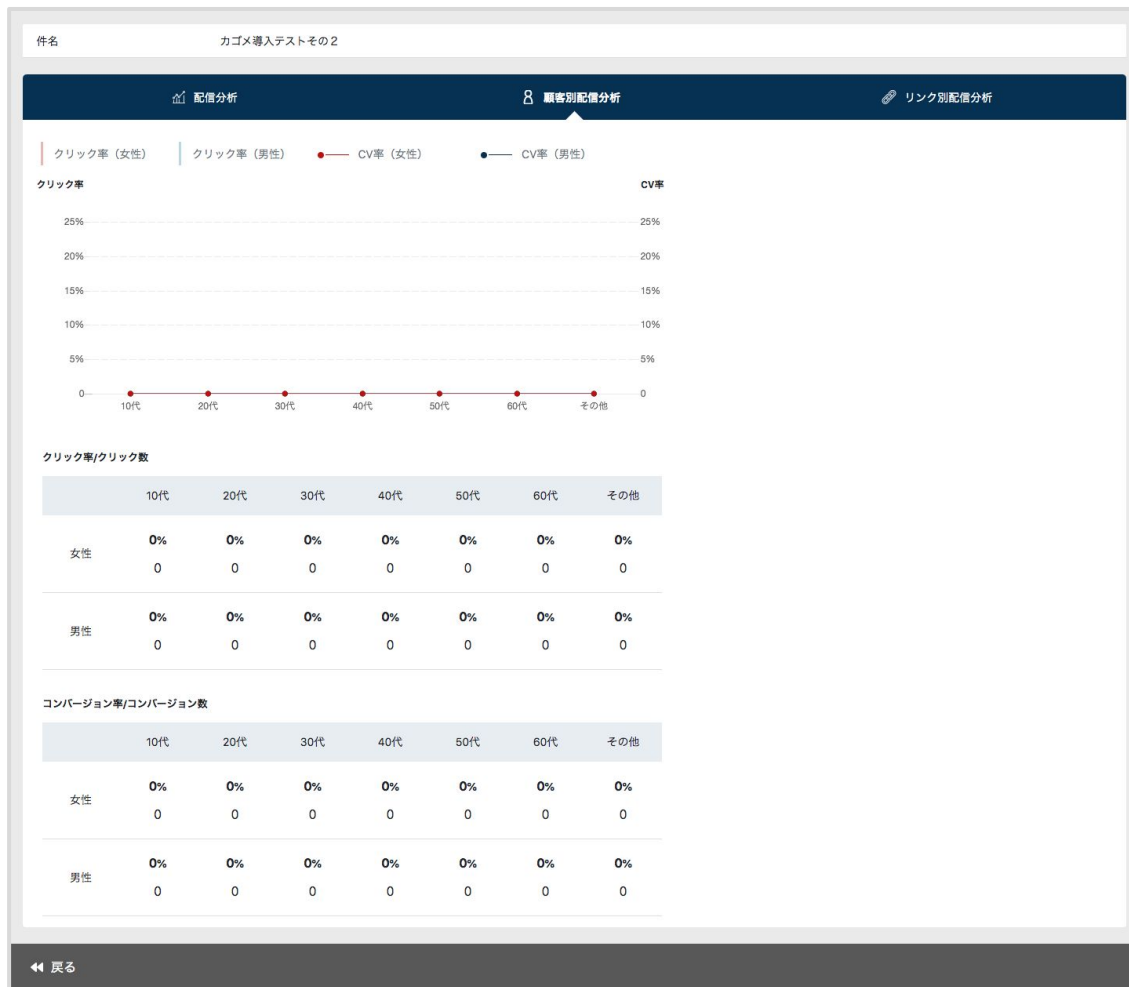 件名 カゴメ導入テストその2
配信分析 顧客別配信分析 リンク別配信分析
クリック率（女性） クリック率（男性） CV率（女性） CV率（男性）
クリック率 CV率
25% 25%
20% 20%
15% 15%
10% 10%
5% 5%
0 0
10代 20代 30代 40代 50代 60代 その他
クリック率/クリック数
10代 20代 30代 40代 50代 60代 その他
女性
0% 0% 0% 0% 0% 0% 0%
0 0 0 0 0 0 0
男性
0% 0% 0% 0% 0% 0% 0%
0 0 0 0 0 0 0
コンバージョン率/コンバージョン数
10代 20代 30代 40代 50代 60代 その他
女性
0% 0% 0% 0% 0% 0% 0%
0 0 0 0 0 0 0
男性
0% 0% 0% 0% 0% 0% 0%
0 0 0 0 0 0 0
戻る